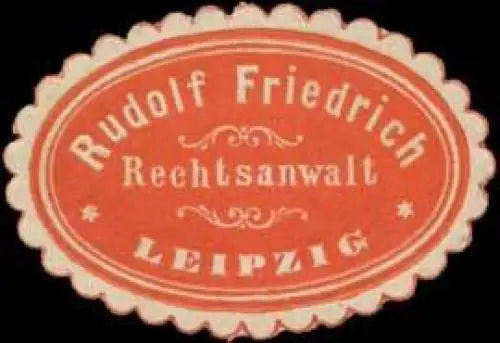 Rudolf Friedrich
Rechtsanwalt
* LEIPZIG *